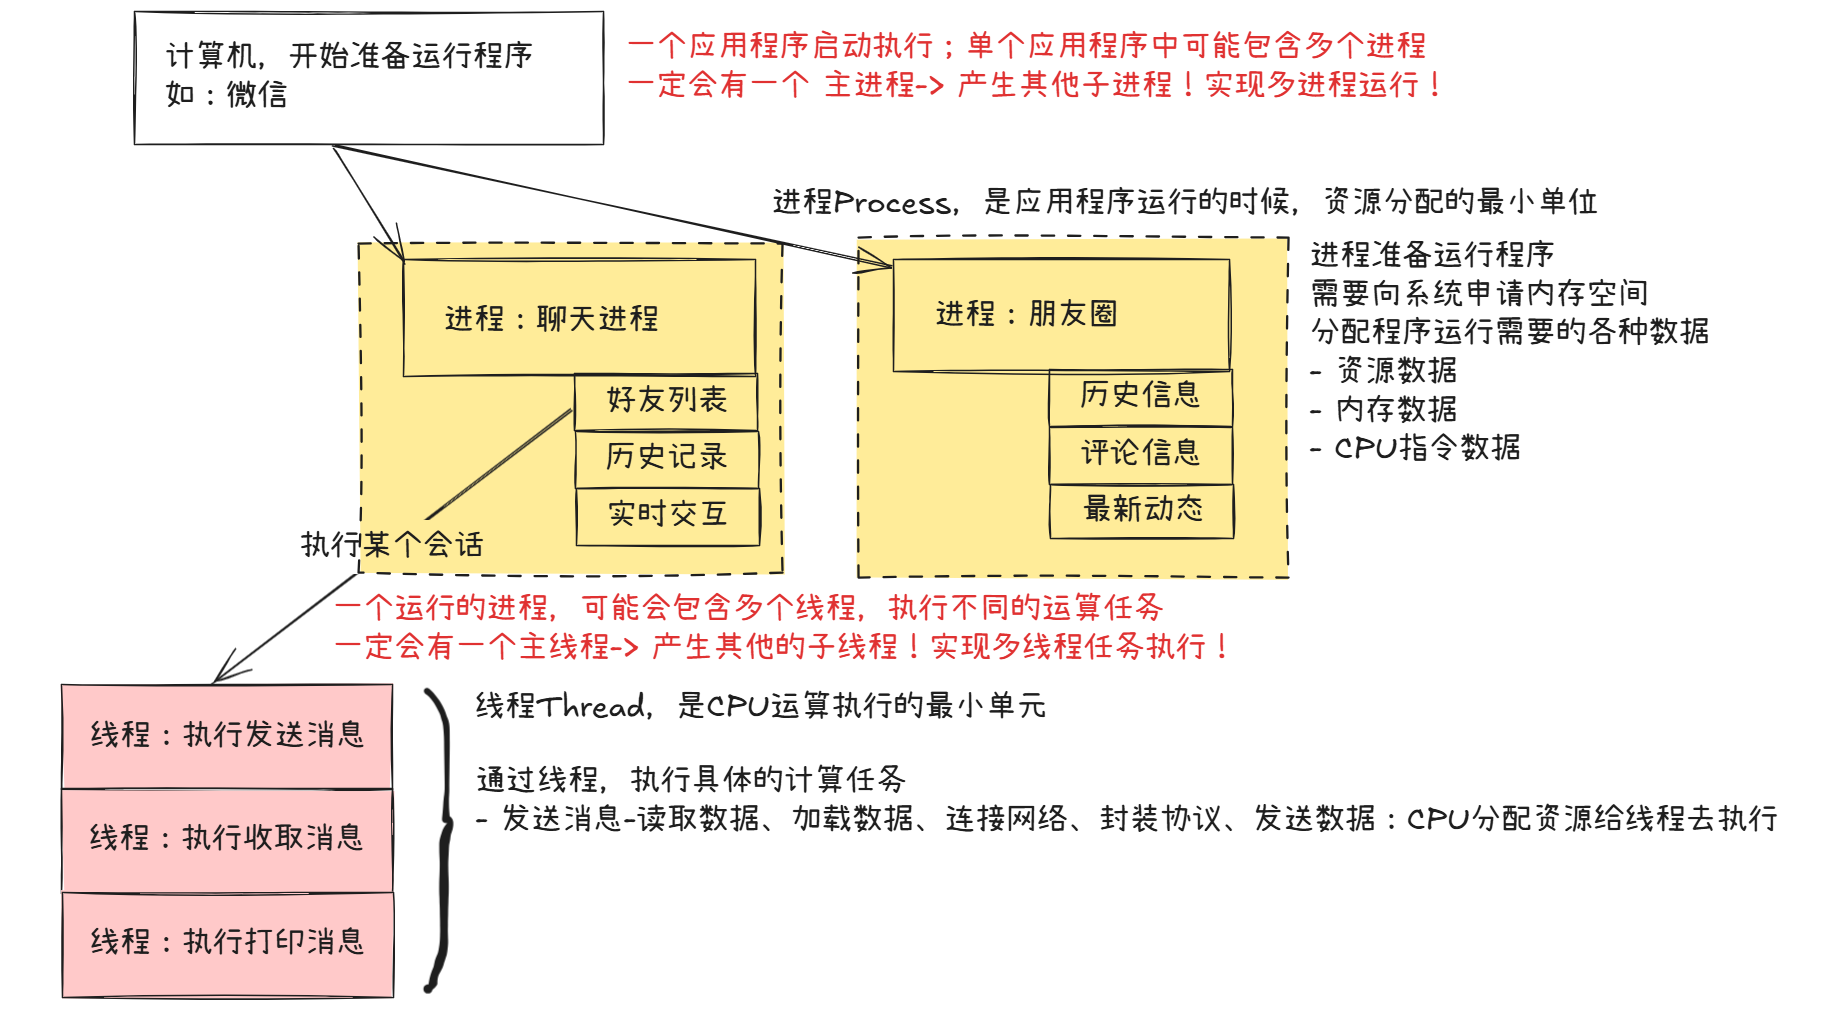 计算机，开始准备运行程序
如：微信
一个应用程序启动执行；单个应用程序中可能包含多个进程
一定会有一个 主进程-> 产生其他子进程！实现多进程运行！
进程Process，是应用程序运行的时候，资源分配的最小单位
进程：聊天进程
好友列表
历史记录
实时交互
进程：朋友圈
历史信息
评论信息
最新动态
进程准备运行程序
需要向系统申请内存空间
分配程序运行需要的各种数据
- 资源数据
- 内存数据
- CPU指令数据
执行某个会话
一个运行的进程，可能会包含多个线程，执行不同的运算任务
一定会有一个主线程-> 产生其他的子线程！实现多线程任务执行！
线程：执行发送消息
线程：执行收取消息
线程：执行打印消息
线程Thread，是CPU运算执行的最小单元
通过线程，执行具体的计算任务
- 发送消息-读取数据、加载数据、连接网络、封装协议、发送数据：CPU分配资源给线程去执行